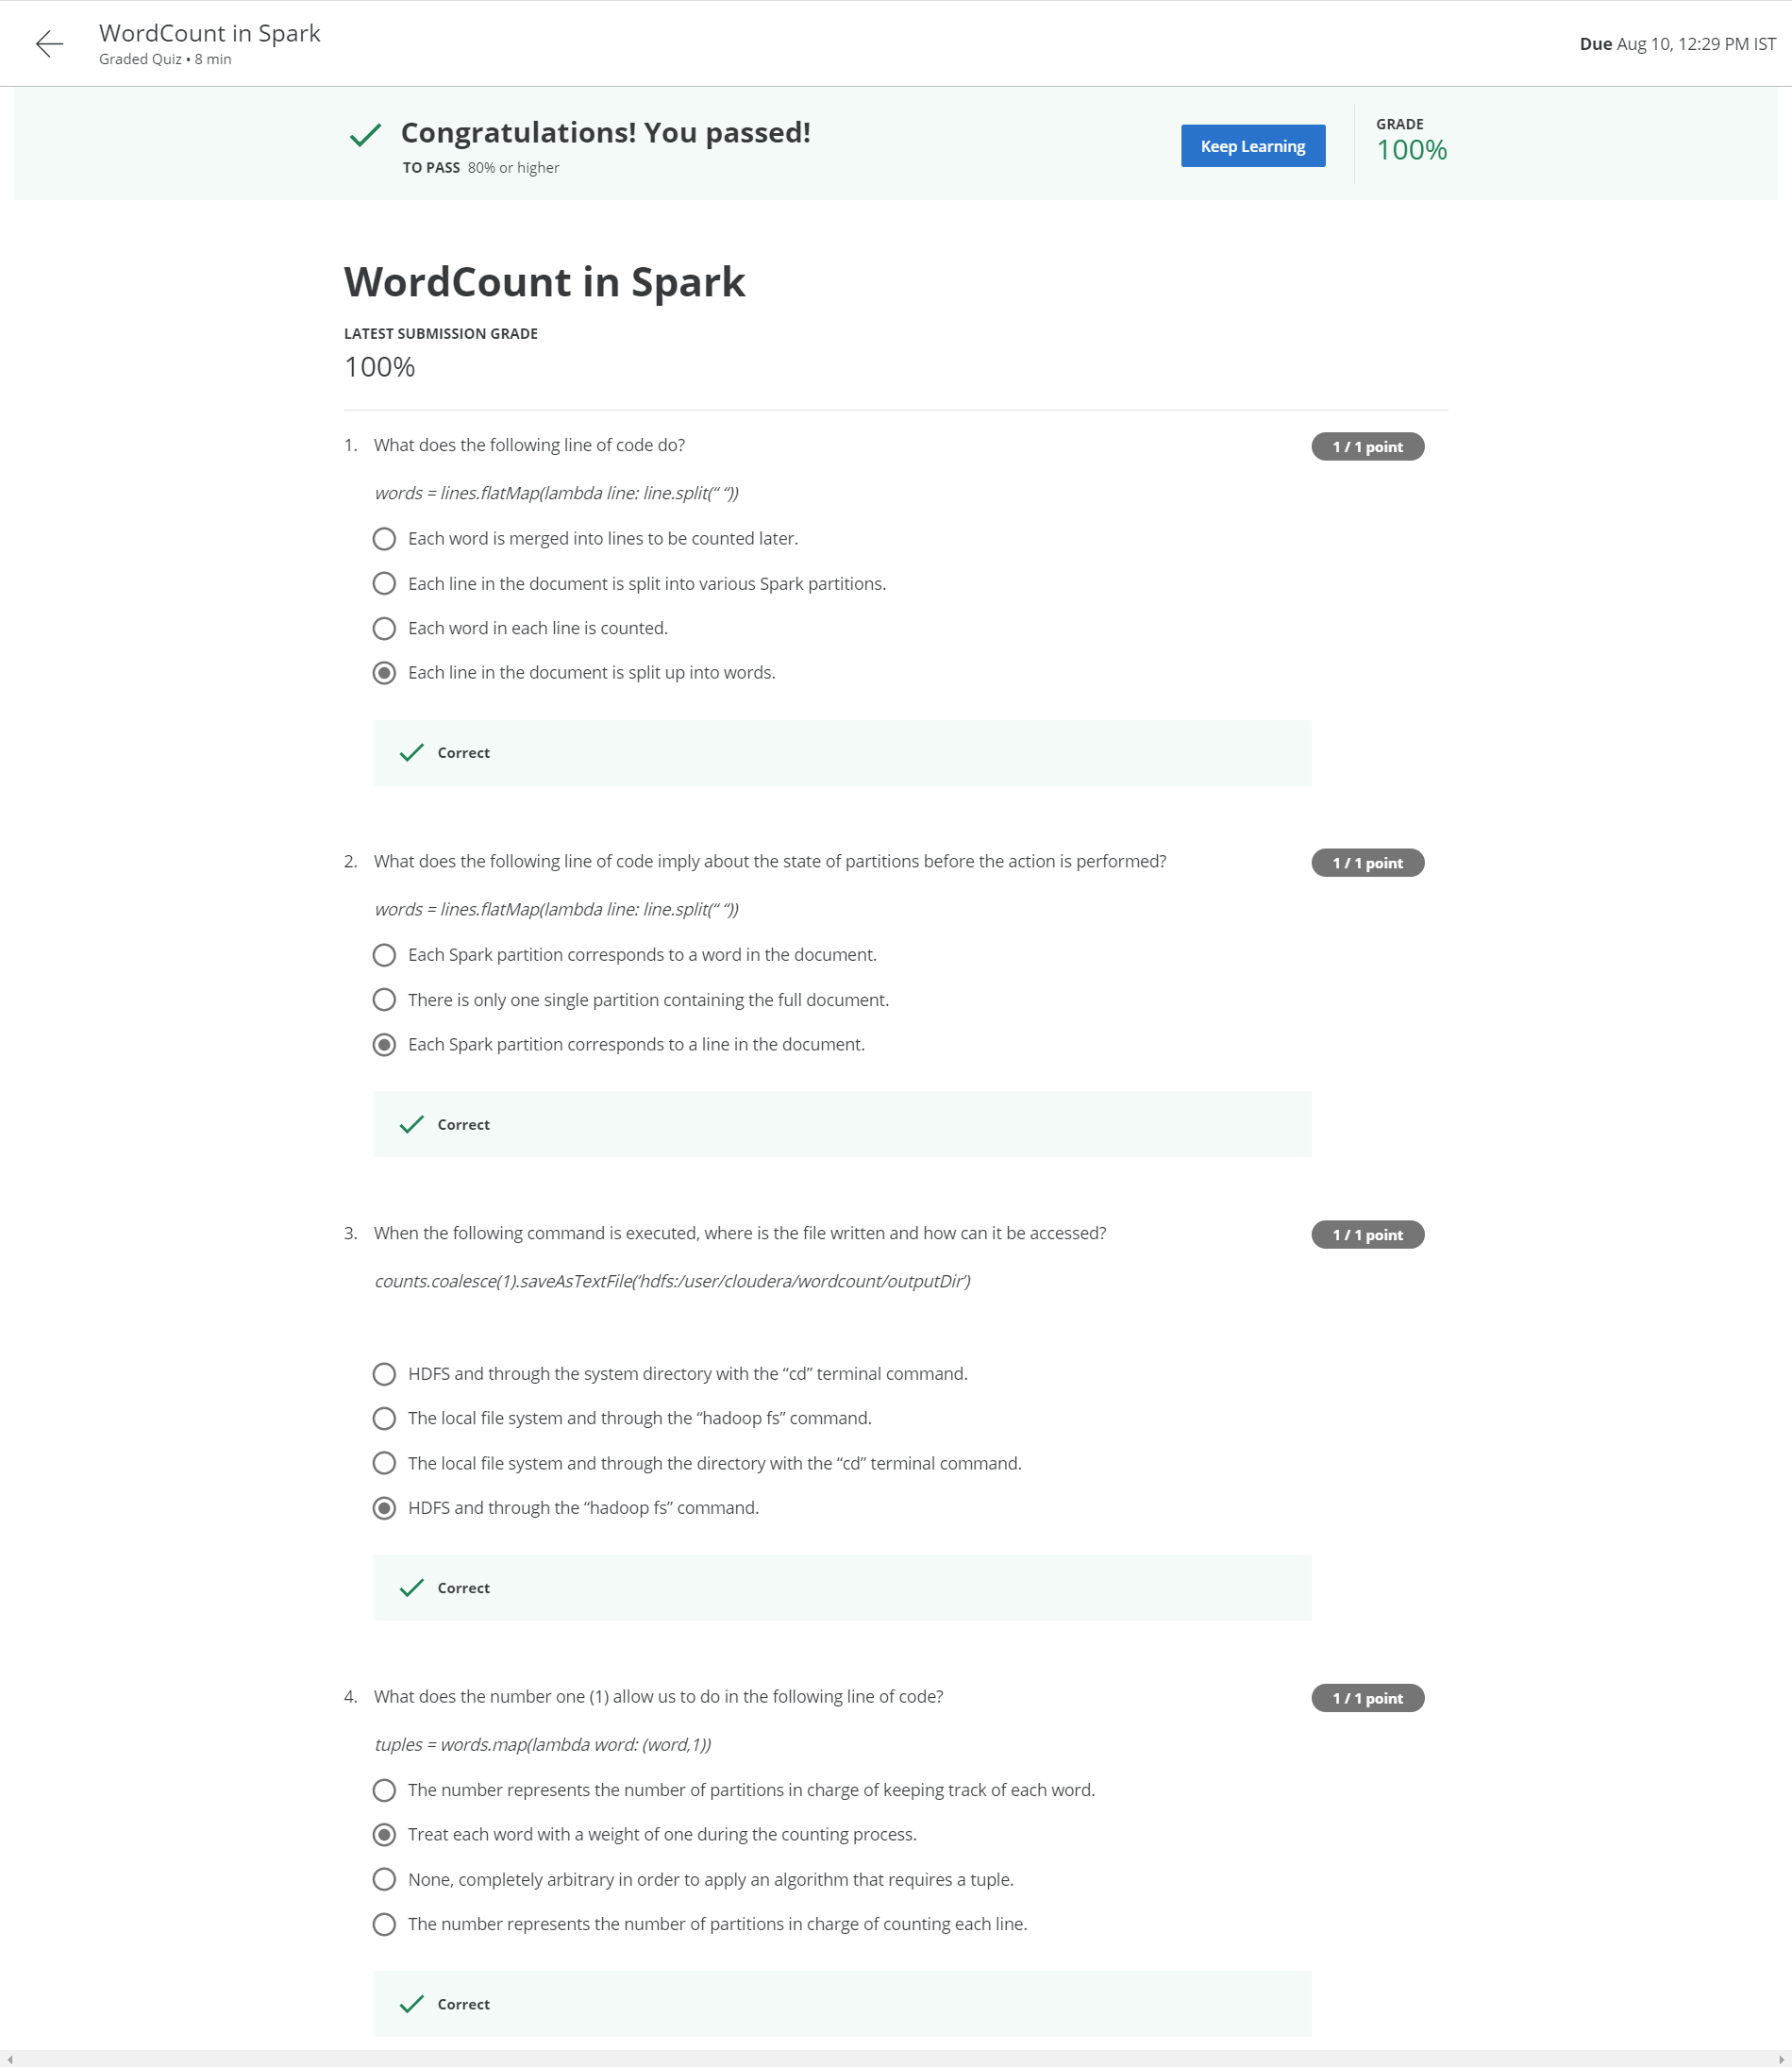 WordCount in Spark
Graded Quiz • 8 min
Due Aug 10, 12:29 PM IST
Congratulations! You passed!
TO PASS 80% or higher
Keep Learning
GRADE
100%
WordCount in Spark
LATEST SUBMISSION GRADE
100%
1. What does the following line of code do?
1 / 1 point
words = lines.flatMap(lambda line: line.split(“ “))
Each word is merged into lines to be counted later.
Each line in the document is split into various Spark partitions.
Each word in each line is counted.
Each line in the document is split up into words.
Correct
2. What does the following line of code imply about the state of partitions before the action is performed?
1 / 1 point
words = lines.flatMap(lambda line: line.split(“ “))
Each Spark partition corresponds to a word in the document.
There is only one single partition containing the full document.
Each Spark partition corresponds to a line in the document.
Correct
3. When the following command is executed, where is the file written and how can it be accessed?
1 / 1 point
counts.coalesce(1).saveAsTextFile(‘hdfs:/user/cloudera/wordcount/outputDir’)
HDFS and through the system directory with the “cd” terminal command.
The local file system and through the “hadoop fs” command.
The local file system and through the directory with the “cd” terminal command.
HDFS and through the “hadoop fs” command.
Correct
4. What does the number one (1) allow us to do in the following line of code?
1 / 1 point
tuples = words.map(lambda word: (word,1))
The number represents the number of partitions in charge of keeping track of each word.
Treat each word with a weight of one during the counting process.
None, completely arbitrary in order to apply an algorithm that requires a tuple.
The number represents the number of partitions in charge of counting each line.
Correct